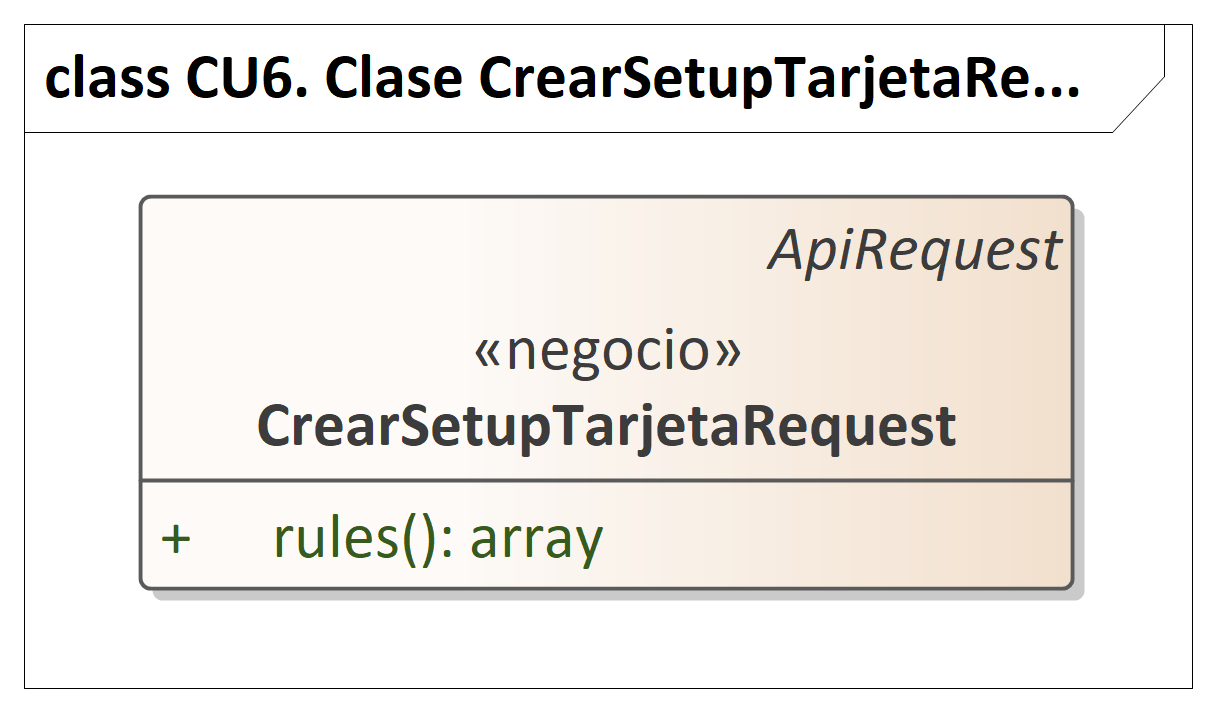 class CU6. Clase CrearSetupTarjetaRe...
ApiRequest
«negocio»
CrearSetupTarjetaRequest
+ rules(): array